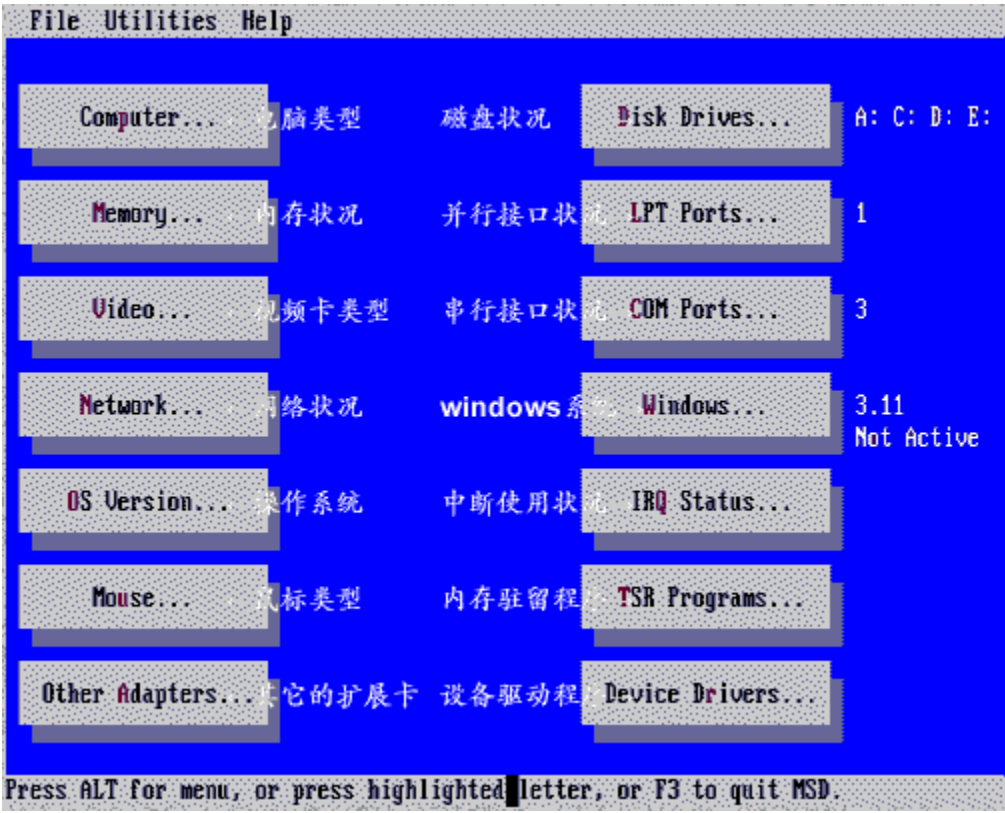 File Utilities Help
Computer... 电脑类型 磁盘状况 Disk Drives... A: C: D: E:
Memory... 内存状况 并行接口状况 LPT Ports... 1
Video... 视频卡类型 串行接口状况 COM Ports... 3
Network... 网络状况 windows系统 Windows... 3.11
Not Active
OS Version... 操作系统 中断使用状况 IRQ Status...
Mouse... 鼠标类型 内存驻留程序 TSR Programs...
Other Adapters... 其它的扩展卡 设备驱动程序 Device Drivers...
Press ALT for menu, or press highlighted letter, or F3 to quit MSD.